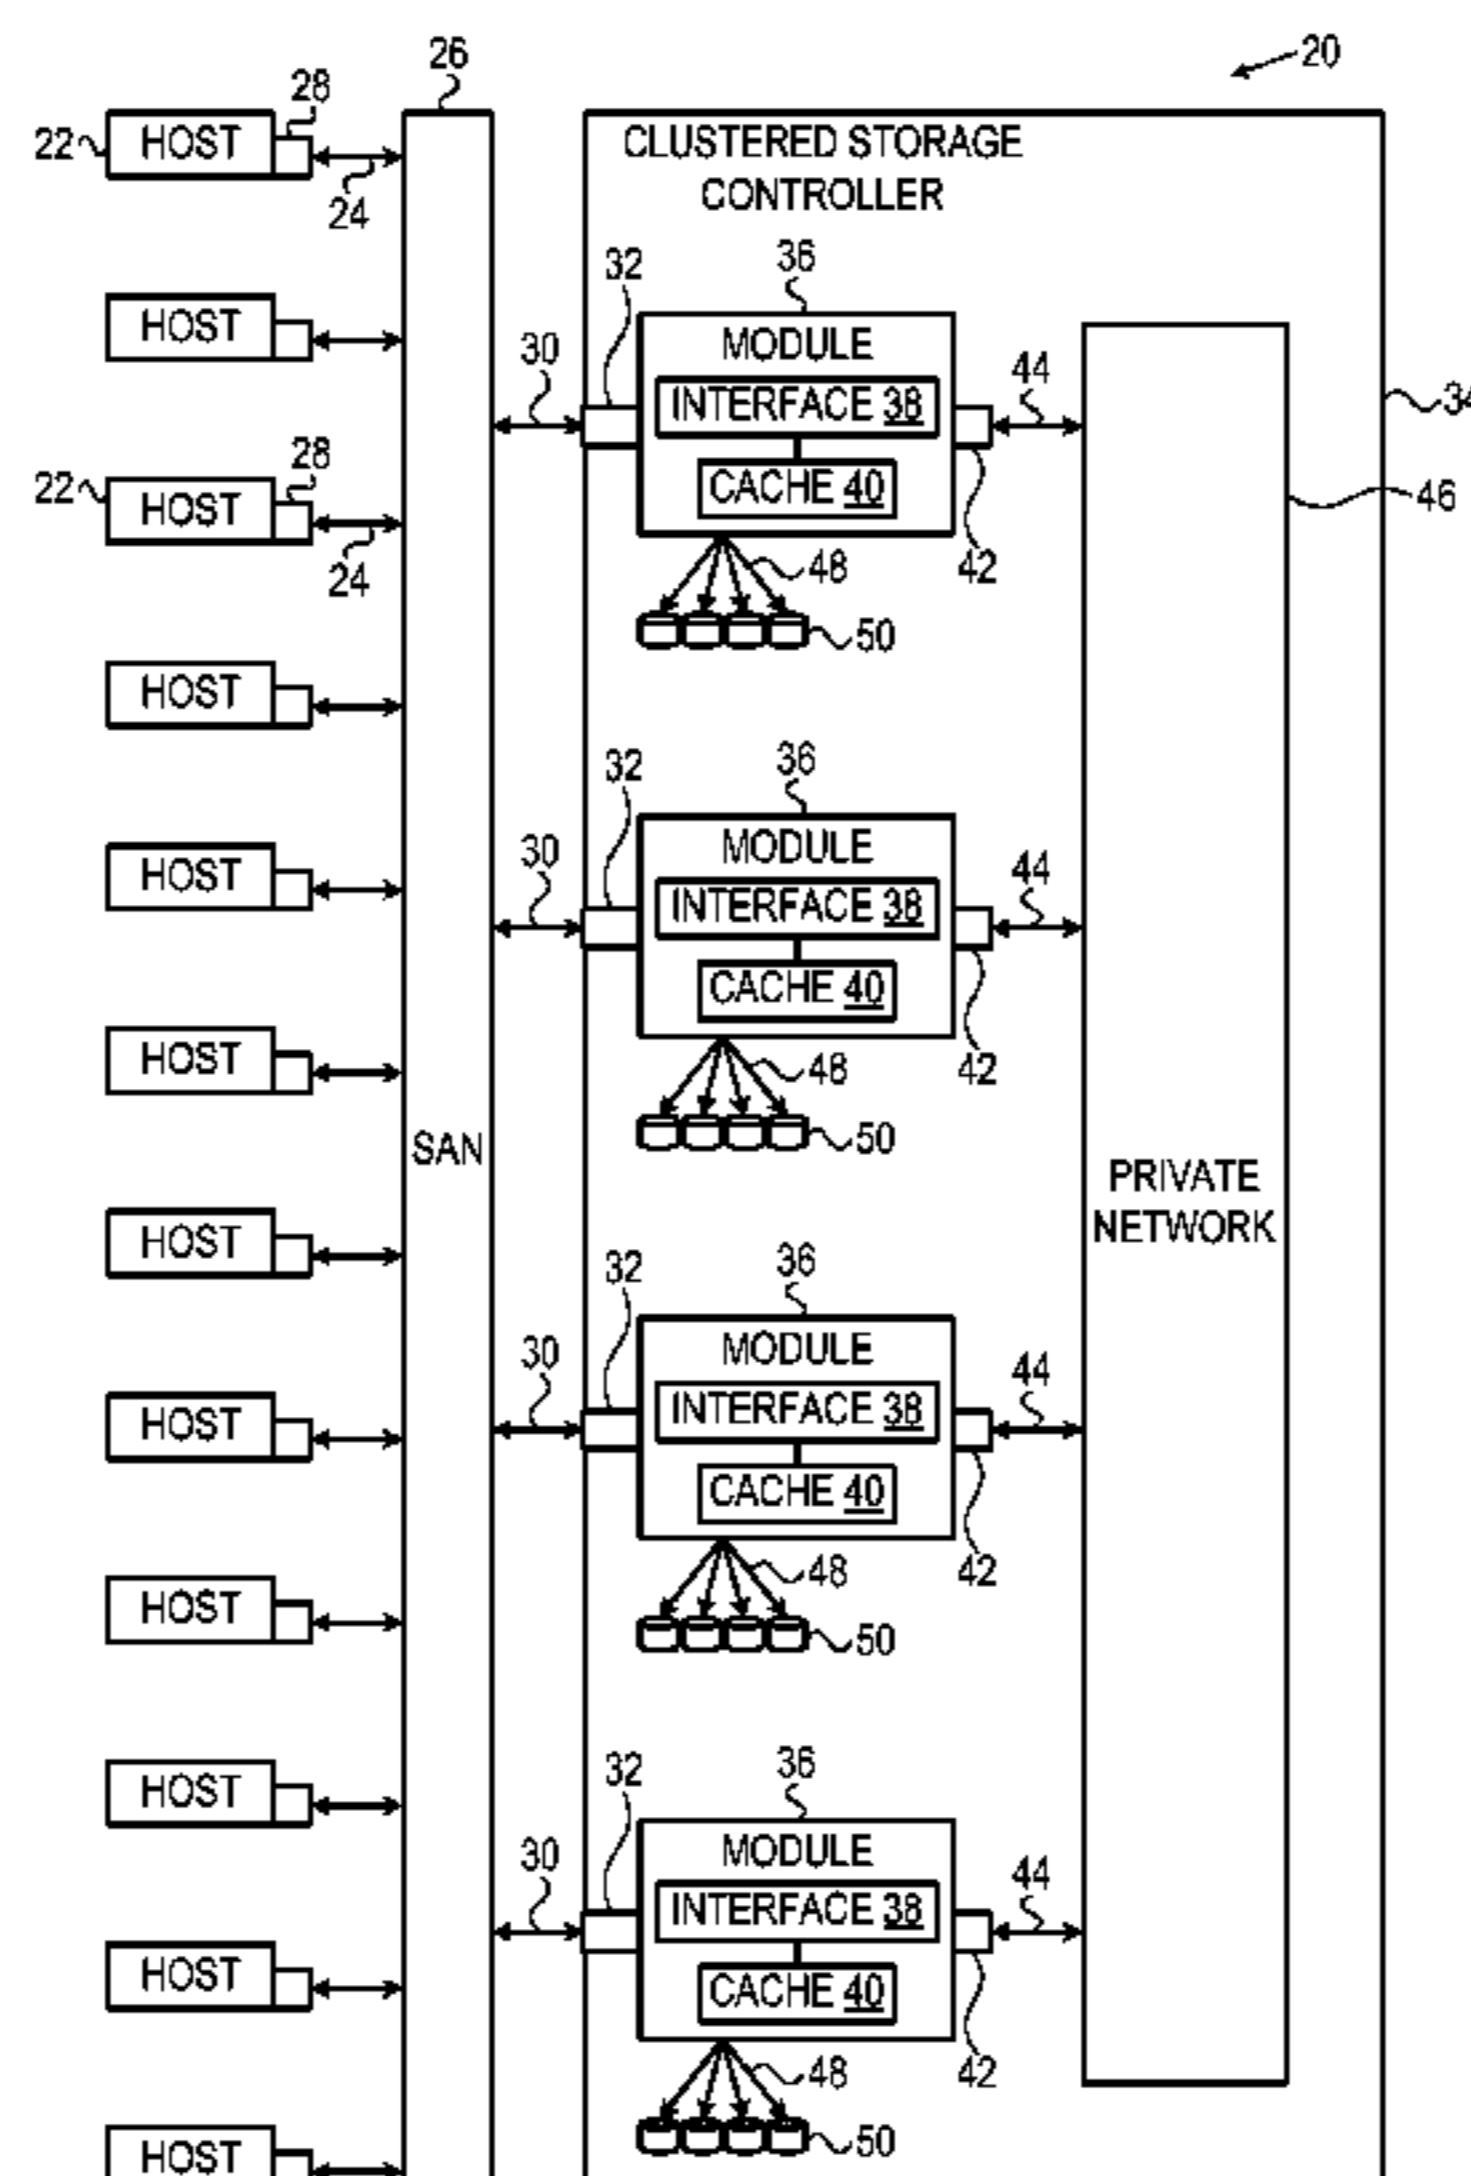 26
20
28
22 HOST
24
CLUSTERED STORAGE
CONTROLLER
36
32
HOST
MODULE
30
44
INTERFACE 38
34
28
22 HOST
CACHE 40
46
24
48
42
50
HOST
36
32
MODULE
30
44
HOST
INTERFACE 38
CACHE 40
HOST
48
42
50
SAN
PRIVATE
NETWORK
HOST
36
32
MODULE
30
44
HOST
INTERFACE 38
CACHE 40
48
42
HOST
50
36
32
HOST
MODULE
30
44
INTERFACE 38
HOST
CACHE 40
48
42
50
HOST